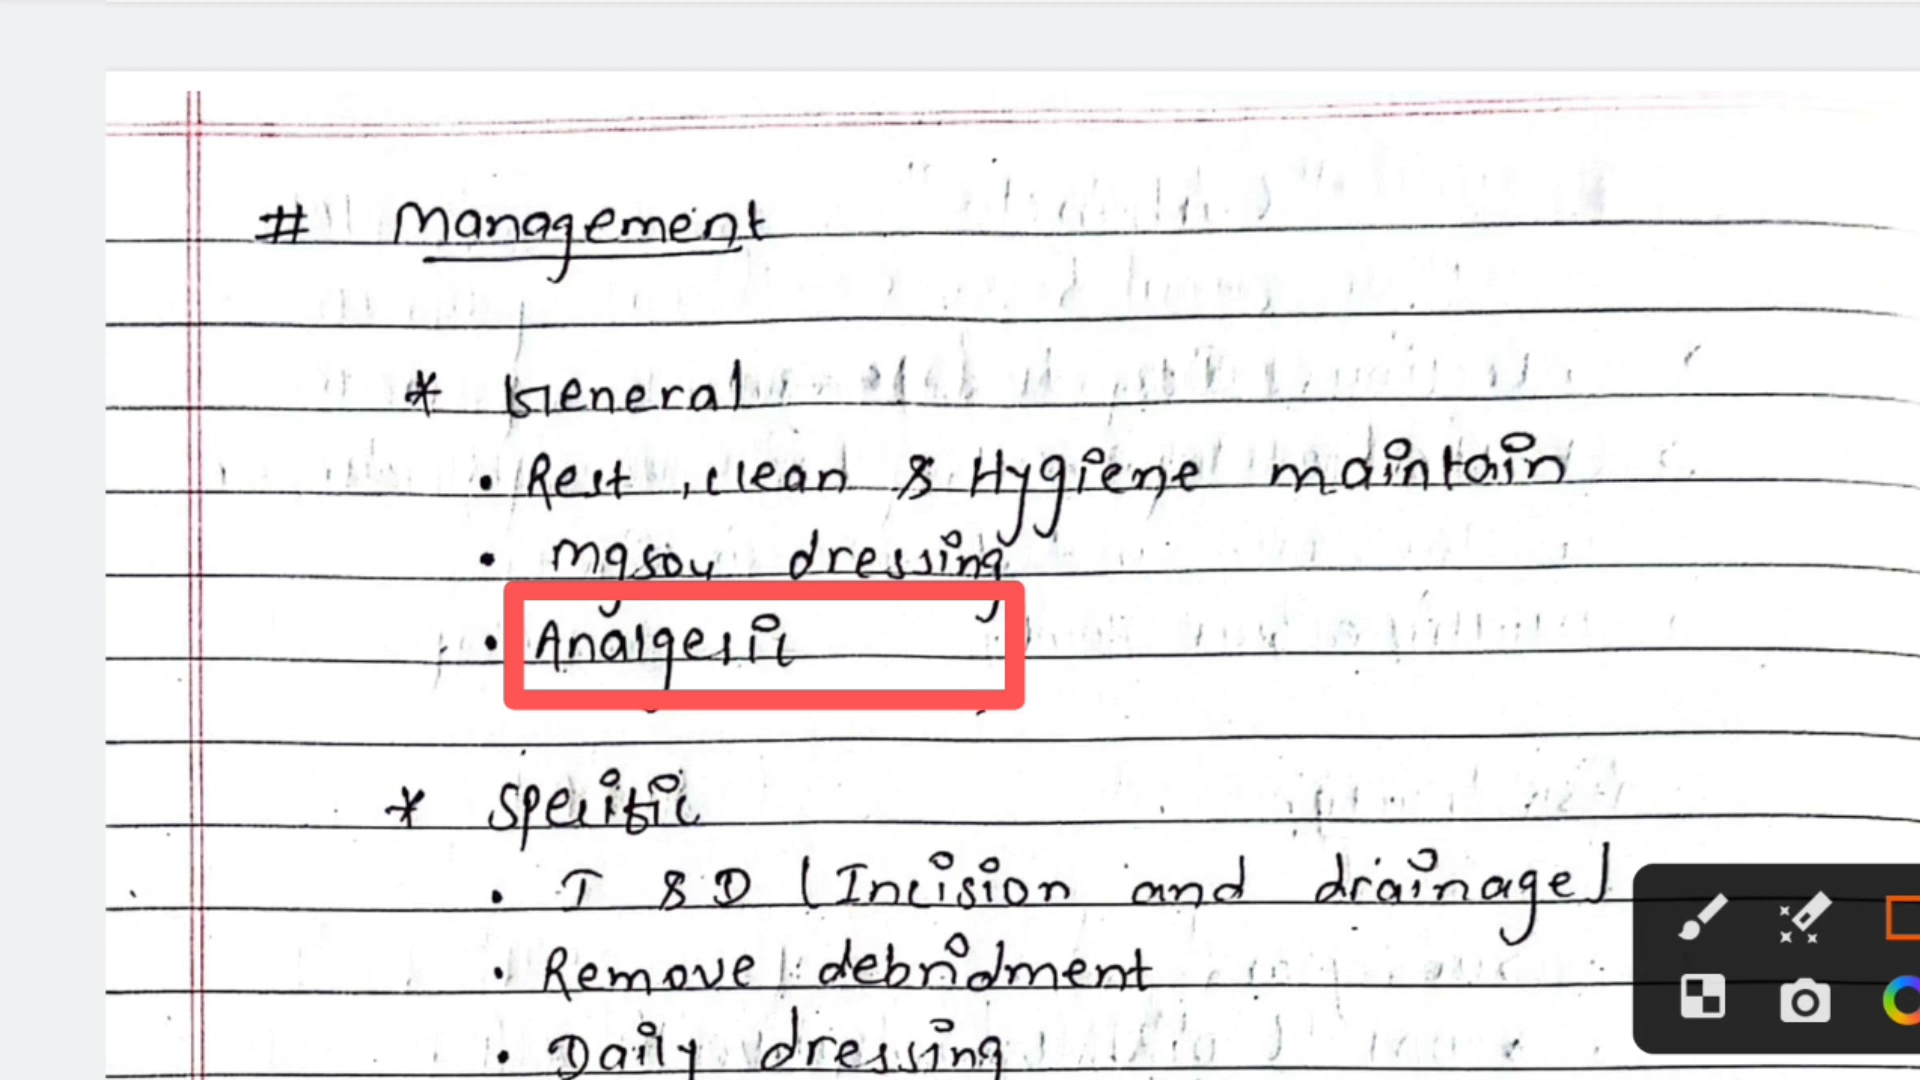 # Management
* General
• Rest, clean & Hygiene maintain
• Mgso4 dressing
• Analgesic
* Specific
• I & D (Incision and drainage)
• Remove debridment
• Daily dressing